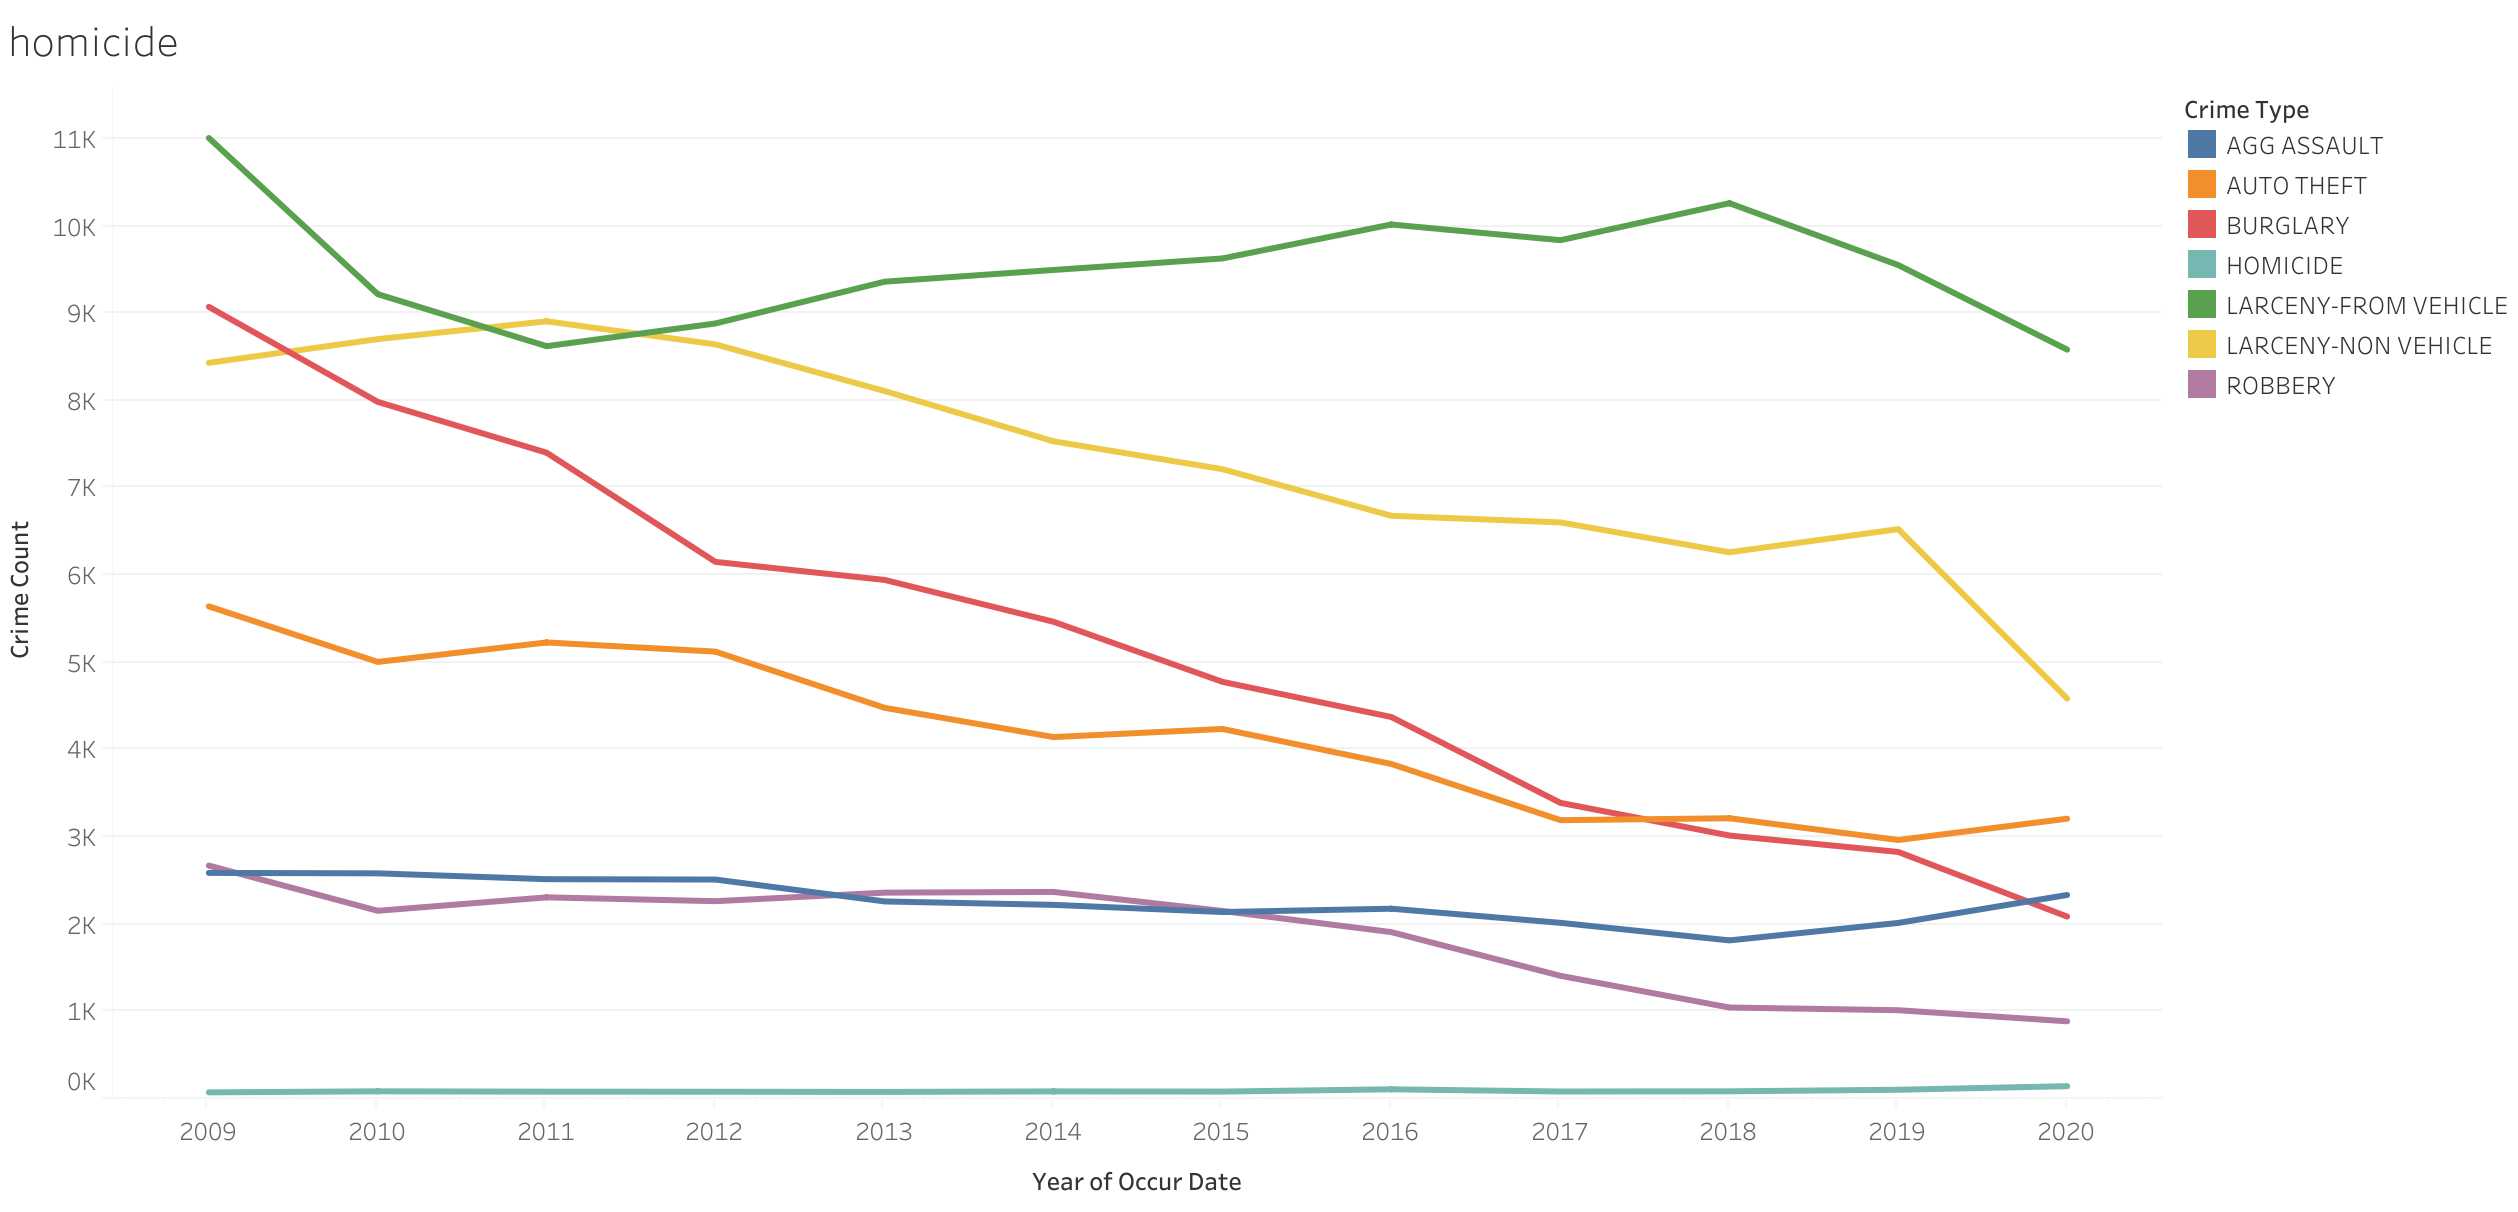 homicide
11K
10K
9K
8K
7K
6K
5K
4K
3K
2K
1K
0K
Crime Count
2009 2010 2011 2012 2013 2014 2015 2016 2017 2018 2019 2020
Year of Occur Date
Crime Type
AGG ASSAULT
AUTO THEFT
BURGLARY
HOMICIDE
LARCENY-FROM VEHICLE
LARCENY-NON VEHICLE
ROBBERY